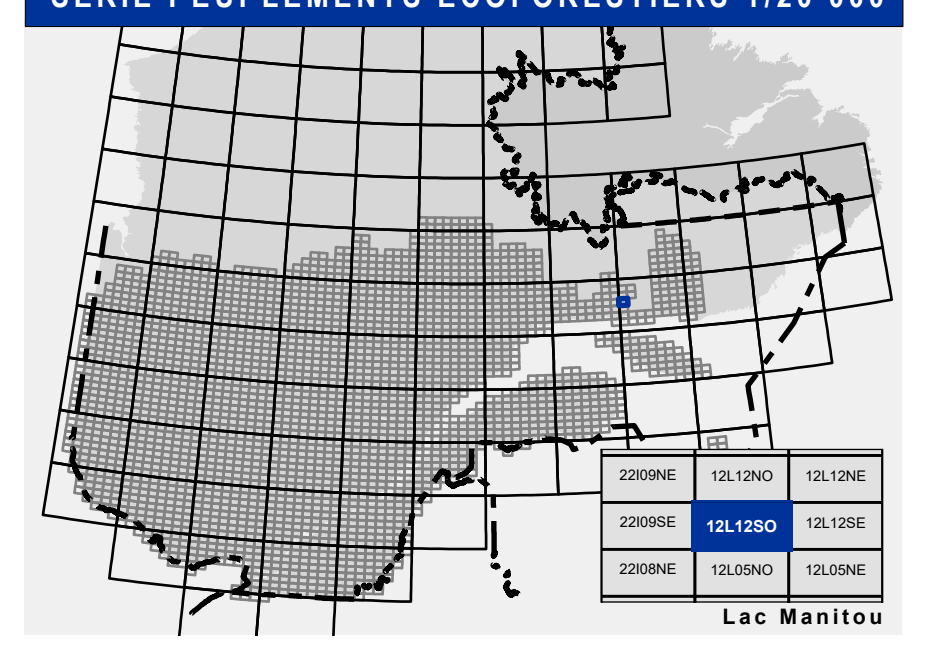 SÉRIE PEUPLEMENTS ÉCOFORESTIERS 1/20 000
22I09NE 12L12NO 12L12NE
22I09SE 12L12SO 12L12SE
22I08NE 12L05NO 12L05NE
Lac Manitou